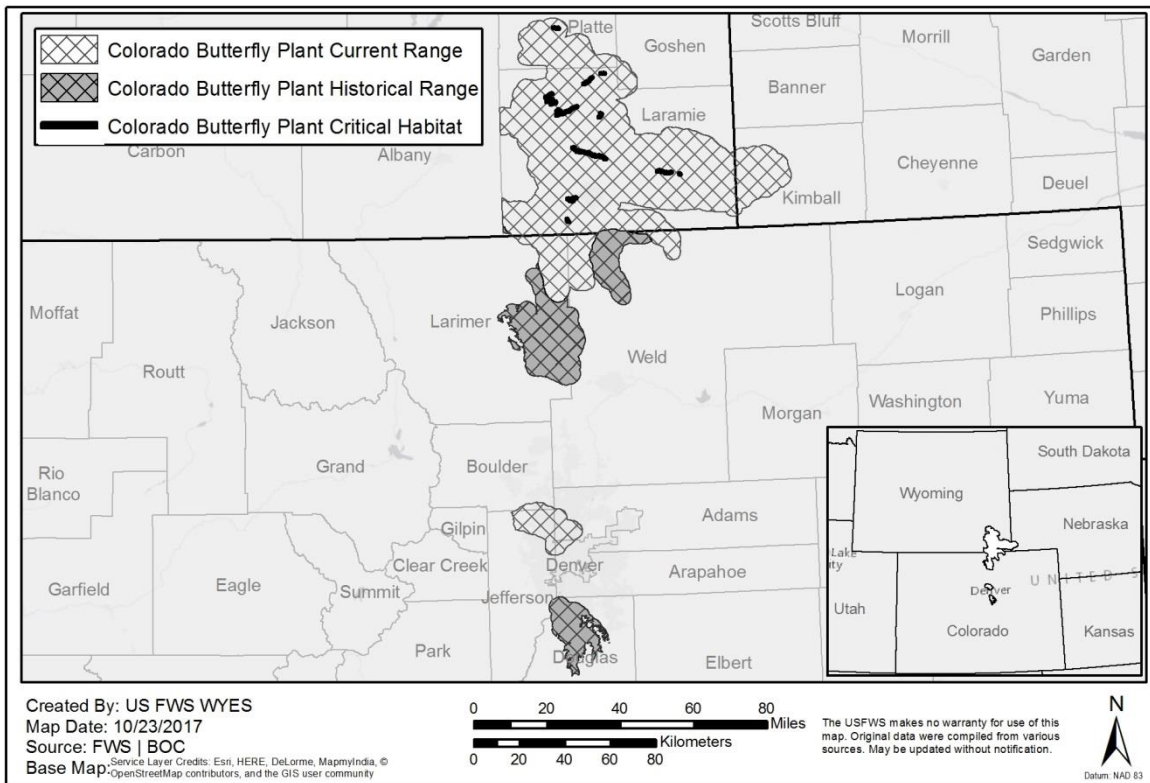 Colorado Butterfly Plant Current Range
Colorado Butterfly Plant Historical Range
Colorado Butterfly Plant Critical Habitat
Platte
Goshen
Scotts Bluff
Morrill
Garden
Banner
Laramie
Carbon
Albany
Cheyenne
Deuel
Kimball
Sedgwick
Moffat
Jackson
Larimer
Logan
Phillips
Routt
Weld
Morgan
Washington
Yuma
Rio
Blanco
Grand
Boulder
Adams
Gilpin
Clear Creek
Denver
Arapahoe
Garfield
Eagle
Summit
Jefferson
Park
Douglas
Elbert
South Dakota
Wyoming
Nebraska
Lake
UNITED S
Denver
Utah
Colorado
Kansas
Created By: US FWS WYES
Map Date: 10/23/2017
Source: FWS | BOC
Base Map: Service Layer Credits: Esri, HERE, DeLorme, MapmyIndia, ©
OpenStreetMap contributors, and the GIS user community
0 20 40 60 80 Miles
0 20 40 60 80 Kilometers
The USFWS makes no warranty for use of this
map. Original data were compiled from various
sources. May be updated without notification.
N
Datum: NAD 83